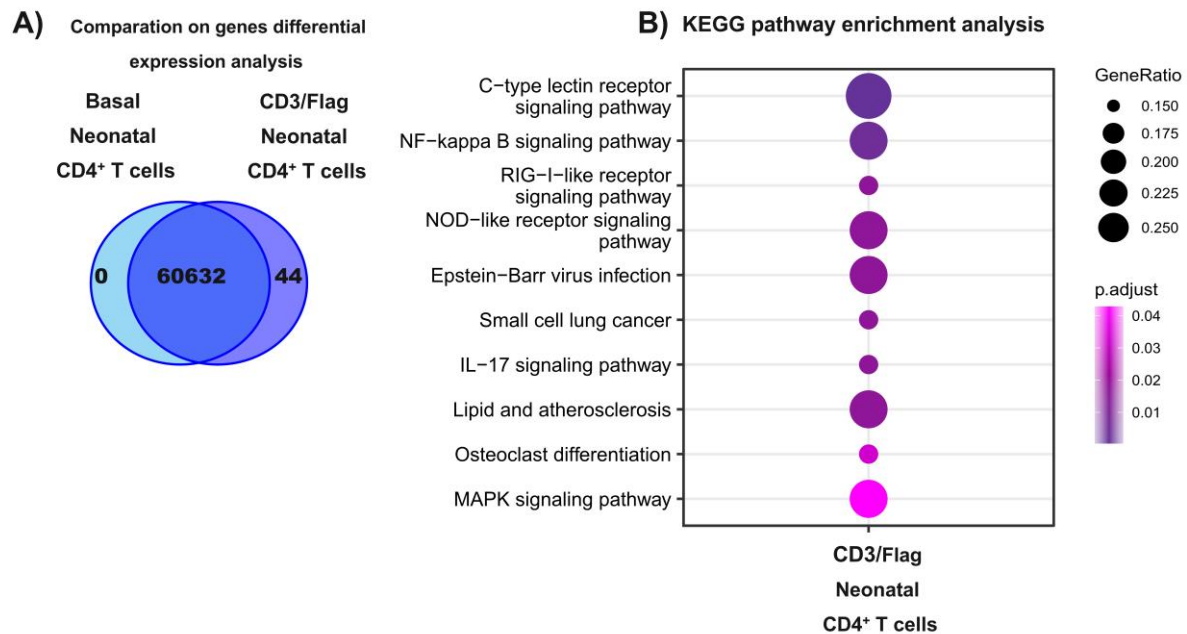 A) Comparation on genes differential
expression analysis
Basal
Neonatal
CD4⁺ T cells
CD3/Flag
Neonatal
CD4⁺ T cells
0
60632
44
B) KEGG pathway enrichment analysis
C−type lectin receptor
signaling pathway
NF−kappa B signaling pathway
RIG−I−like receptor
signaling pathway
NOD−like receptor signaling
pathway
Epstein−Barr virus infection
Small cell lung cancer
IL−17 signaling pathway
Lipid and atherosclerosis
Osteoclast differentiation
MAPK signaling pathway
CD3/Flag
Neonatal
CD4⁺ T cells
GeneRatio
0.150
0.175
0.200
0.225
0.250
p.adjust
0.04
0.03
0.02
0.01